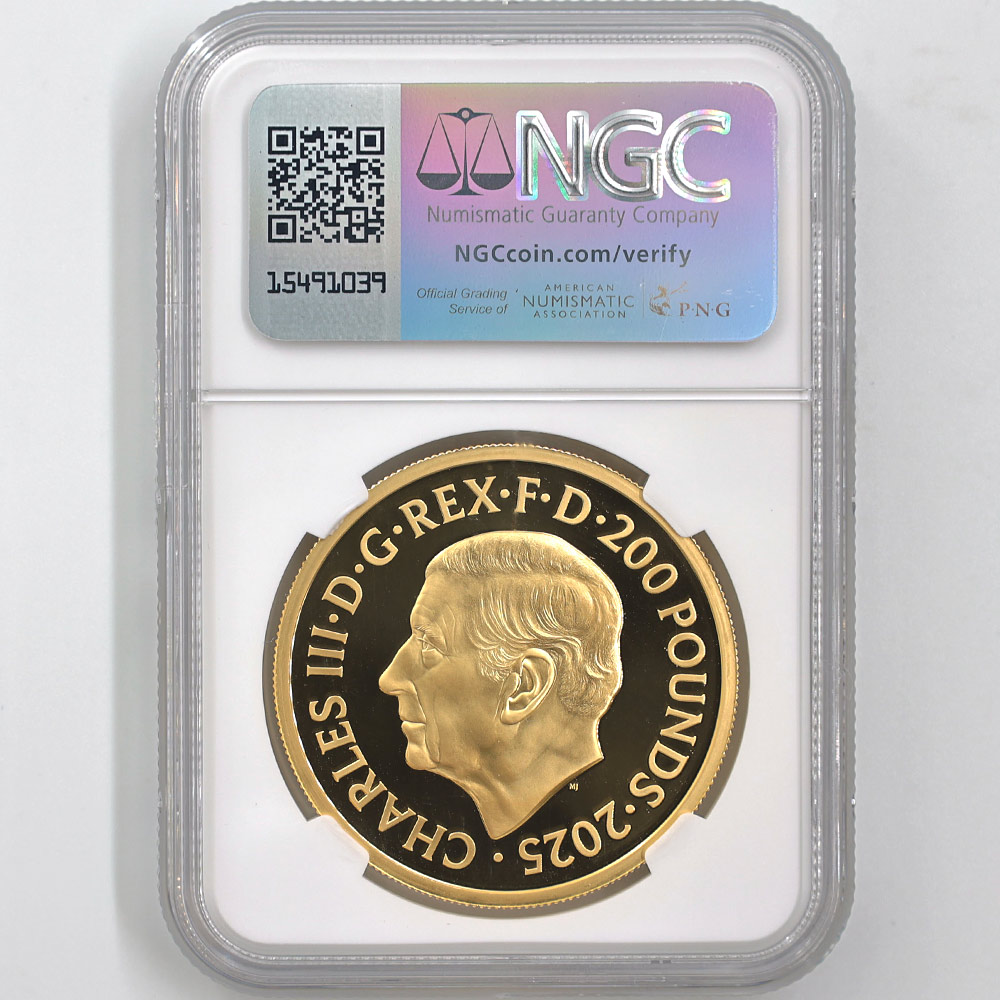 NGC
Numismatic Guaranty Company
NGCcoin.com/verify
15491039
Official Grading
Service of
AMERICAN
NUMISMATIC
ASSOCIATION
P·N·G
CHARLES III·D·G·REX·F·D·200 POUNDS·2025·
MJ